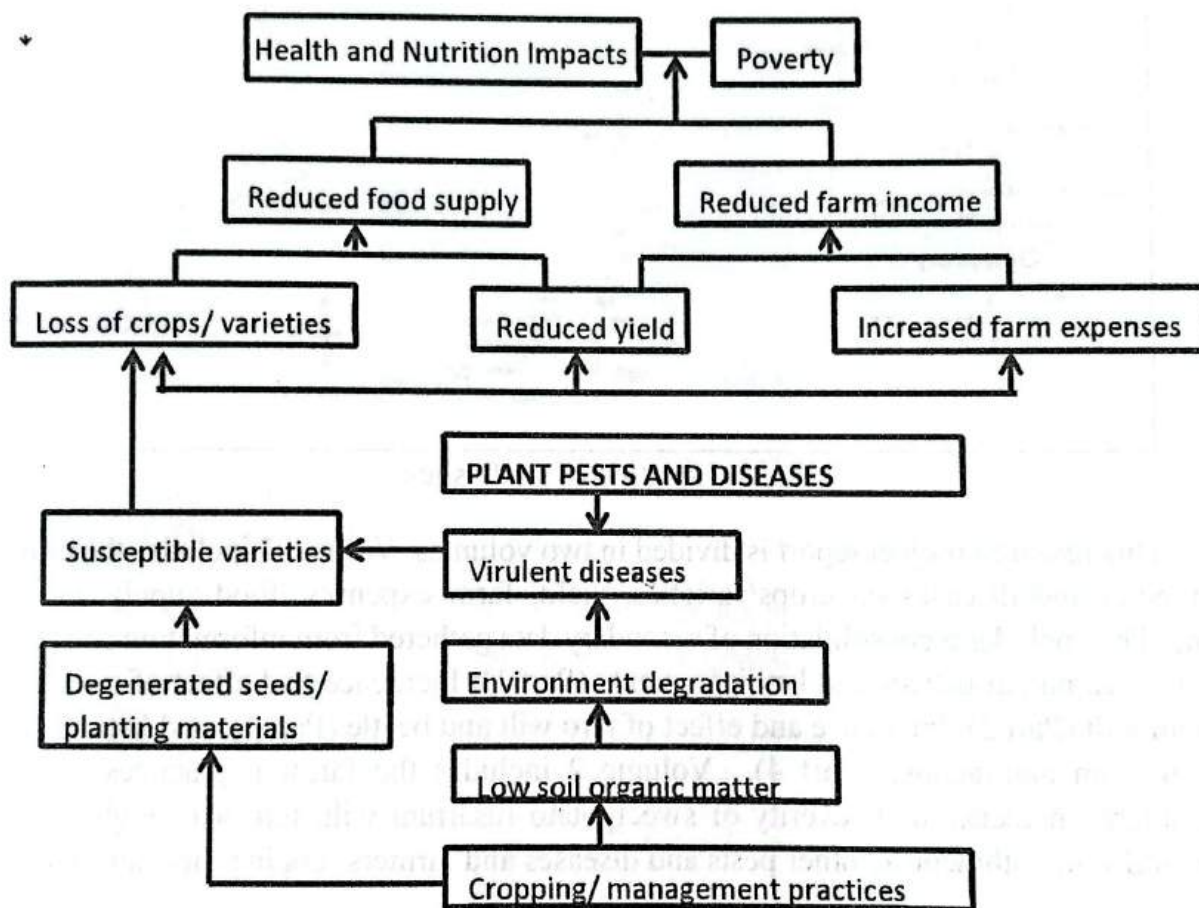 Health and Nutrition Impacts
Poverty
Reduced food supply
Reduced farm income
Loss of crops/ varieties
Reduced yield
Increased farm expenses
PLANT PESTS AND DISEASES
Susceptible varieties
Virulent diseases
Degenerated seeds/
planting materials
Environment degradation
Low soil organic matter
Cropping/ management practices